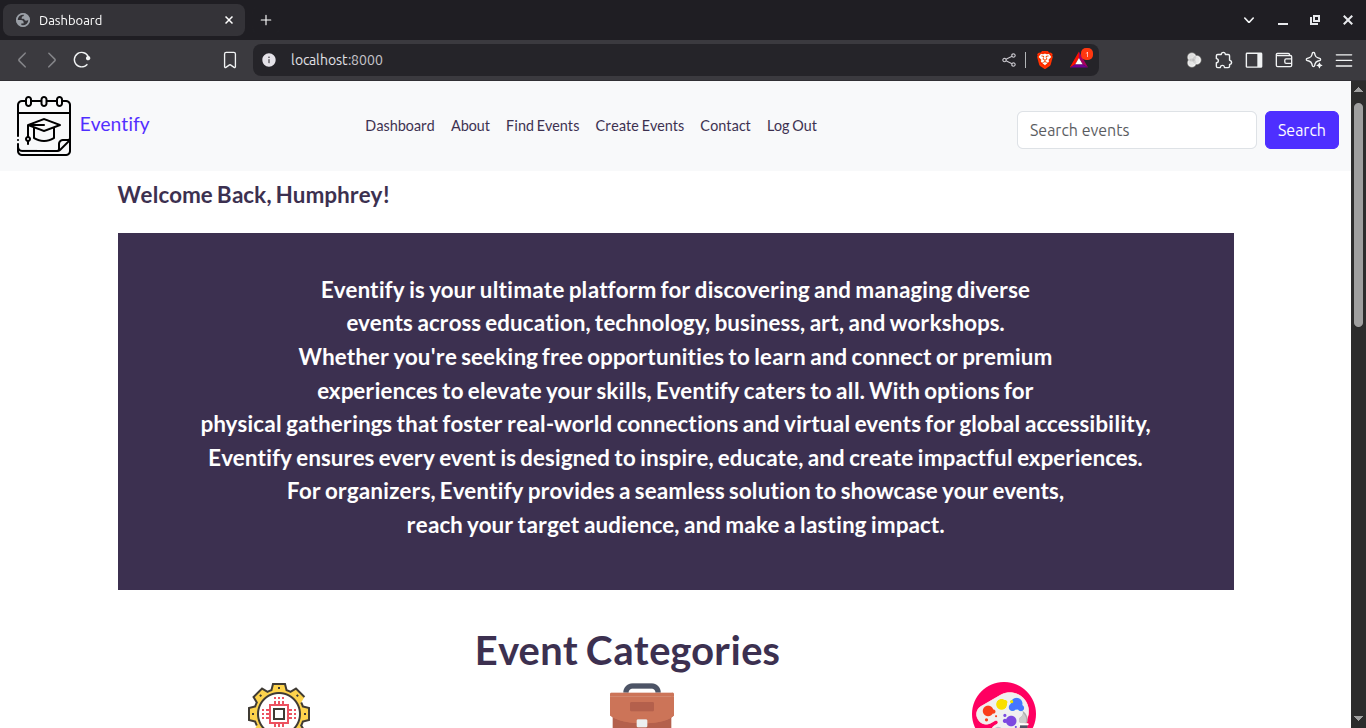 Dashboard
localhost:8000
1
Eventify
Dashboard About Find Events Create Events Contact Log Out
Search events
Search
Welcome Back, Humphrey!
Eventify is your ultimate platform for discovering and managing diverse
events across education, technology, business, art, and workshops.
Whether you're seeking free opportunities to learn and connect or premium
experiences to elevate your skills, Eventify caters to all. With options for
physical gatherings that foster real-world connections and virtual events for global accessibility,
Eventify ensures every event is designed to inspire, educate, and create impactful experiences.
For organizers, Eventify provides a seamless solution to showcase your events,
reach your target audience, and make a lasting impact.
Event Categories